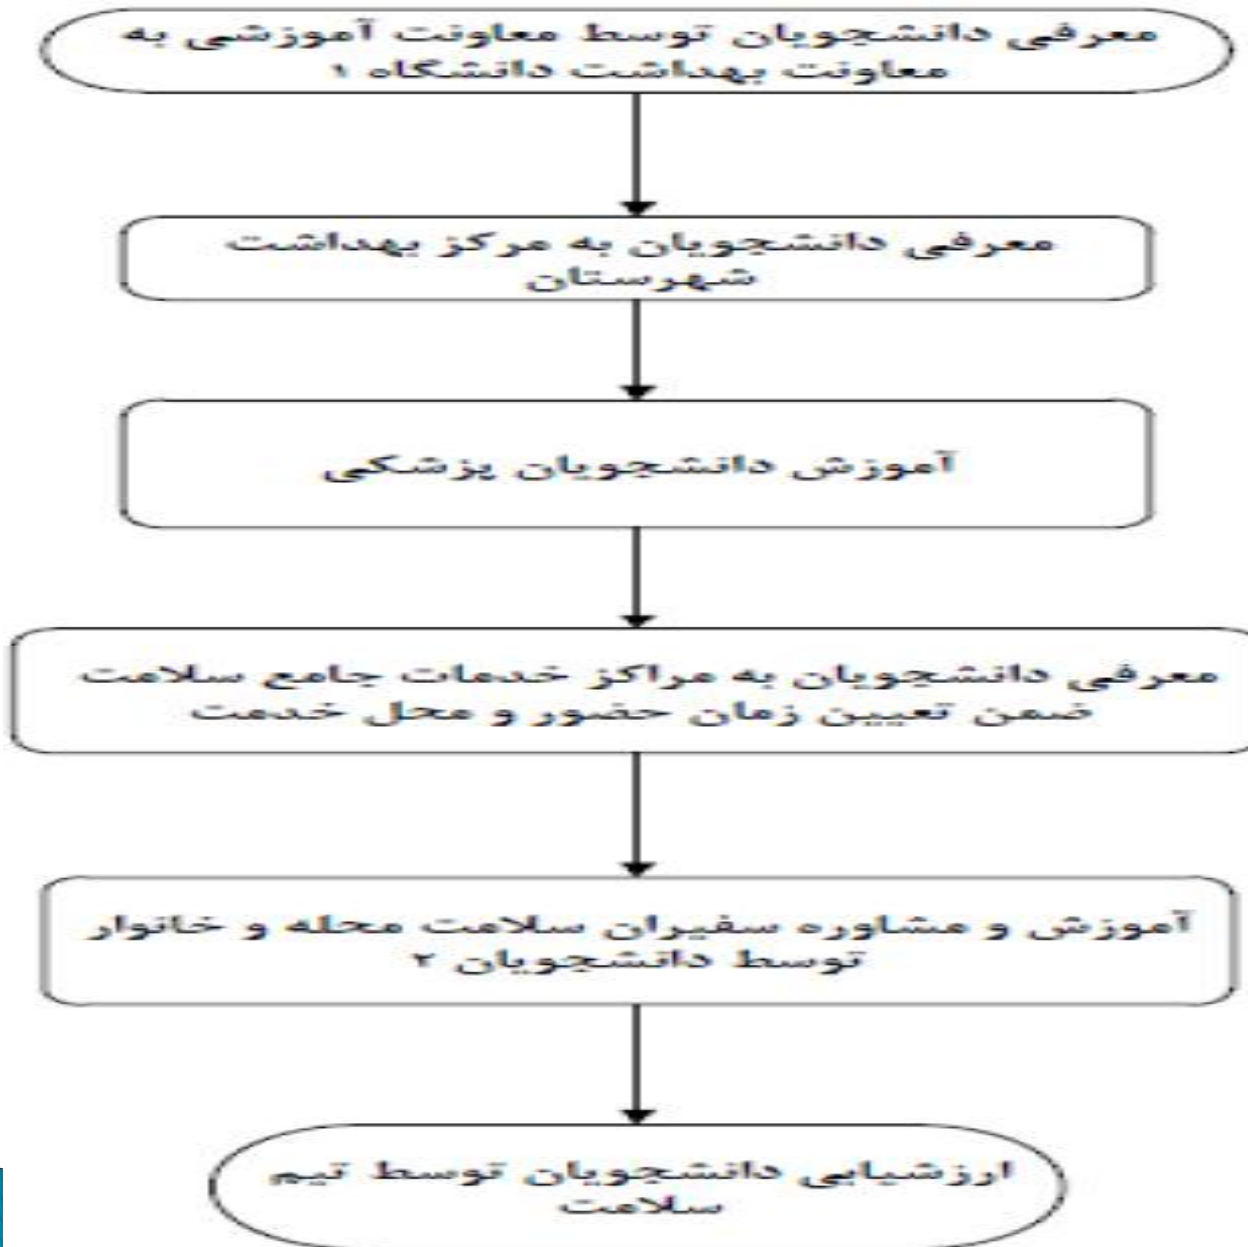 معرفی دانشجویان توسط معاونت آموزشی به
معاونت بهداشت دانشگاه ۱
معرفی دانشجویان به مرکز بهداشت
شهرستان
آموزش دانشجویان پزشکی
معرفی دانشجویان به مراکز خدمات جامع سلامت
ضمن تعیین زمان حضور و محل خدمت
آموزش و مشاوره سفیران سلامت محله و خانوار
توسط دانشجویان ۲
ارزشیابی دانشجویان توسط تیم
سلامت